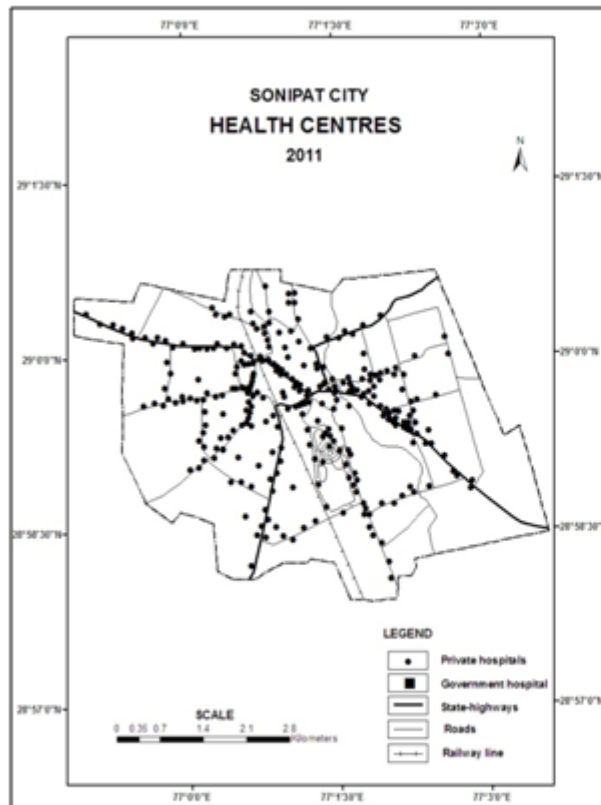 77°0'0"E 77°1'30"E 77°3'0"E
SONIPAT CITY
HEALTH CENTRES
2011
N
29°1'30"N 29°1'30"N
29°0'0"N 29°0'0"N
28°58'30"N 28°58'30"N
LEGEND
Private hospitals
Government hospital
State-highways
Roads
Railway line
28°57'0"N 28°57'0"N
SCALE
0 0.35 0.7 1.4 2.1 2.8
Kilometers
77°0'0"E 77°1'30"E 77°3'0"E